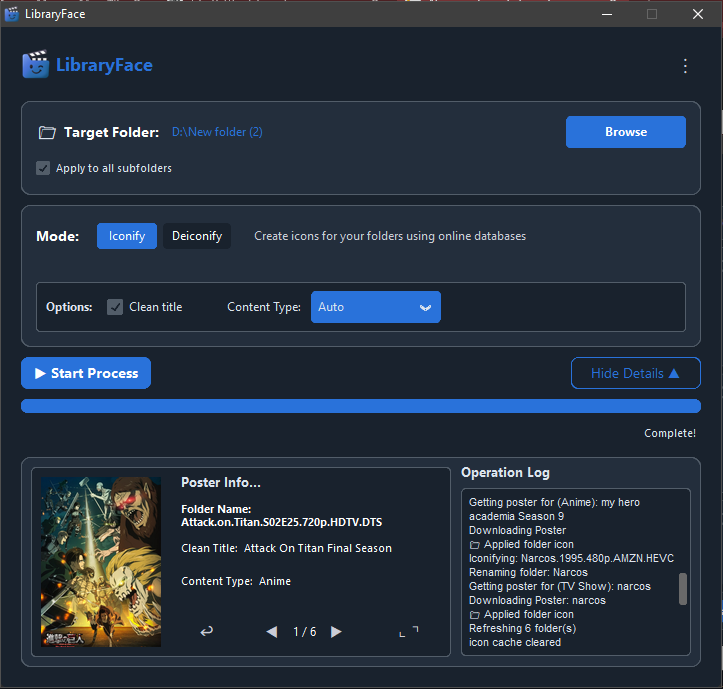 LibraryFace
LibraryFace
Target Folder: D:\New folder (2)
Browse
Apply to all subfolders
Mode: Iconify Deiconify Create icons for your folders using online databases
Options: Clean title Content Type: Auto
Start Process
Hide Details
Complete!
Poster Info...
Folder Name:
Attack.on.Titan.S02E25.720p.HDTV.DTS
Clean Title: Attack On Titan Final Season
Content Type: Anime
1 / 6
進撃の巨人
Operation Log
Getting poster for (Anime): my hero
academia Season 9
Downloading Poster
Applied folder icon
Iconifying: Narcos.1995.480p.AMZN.HEVC
Renaming folder: Narcos
Getting poster for (TV Show): narcos
Downloading Poster: narcos
Applied folder icon
Refreshing 6 folder(s)
icon cache cleared